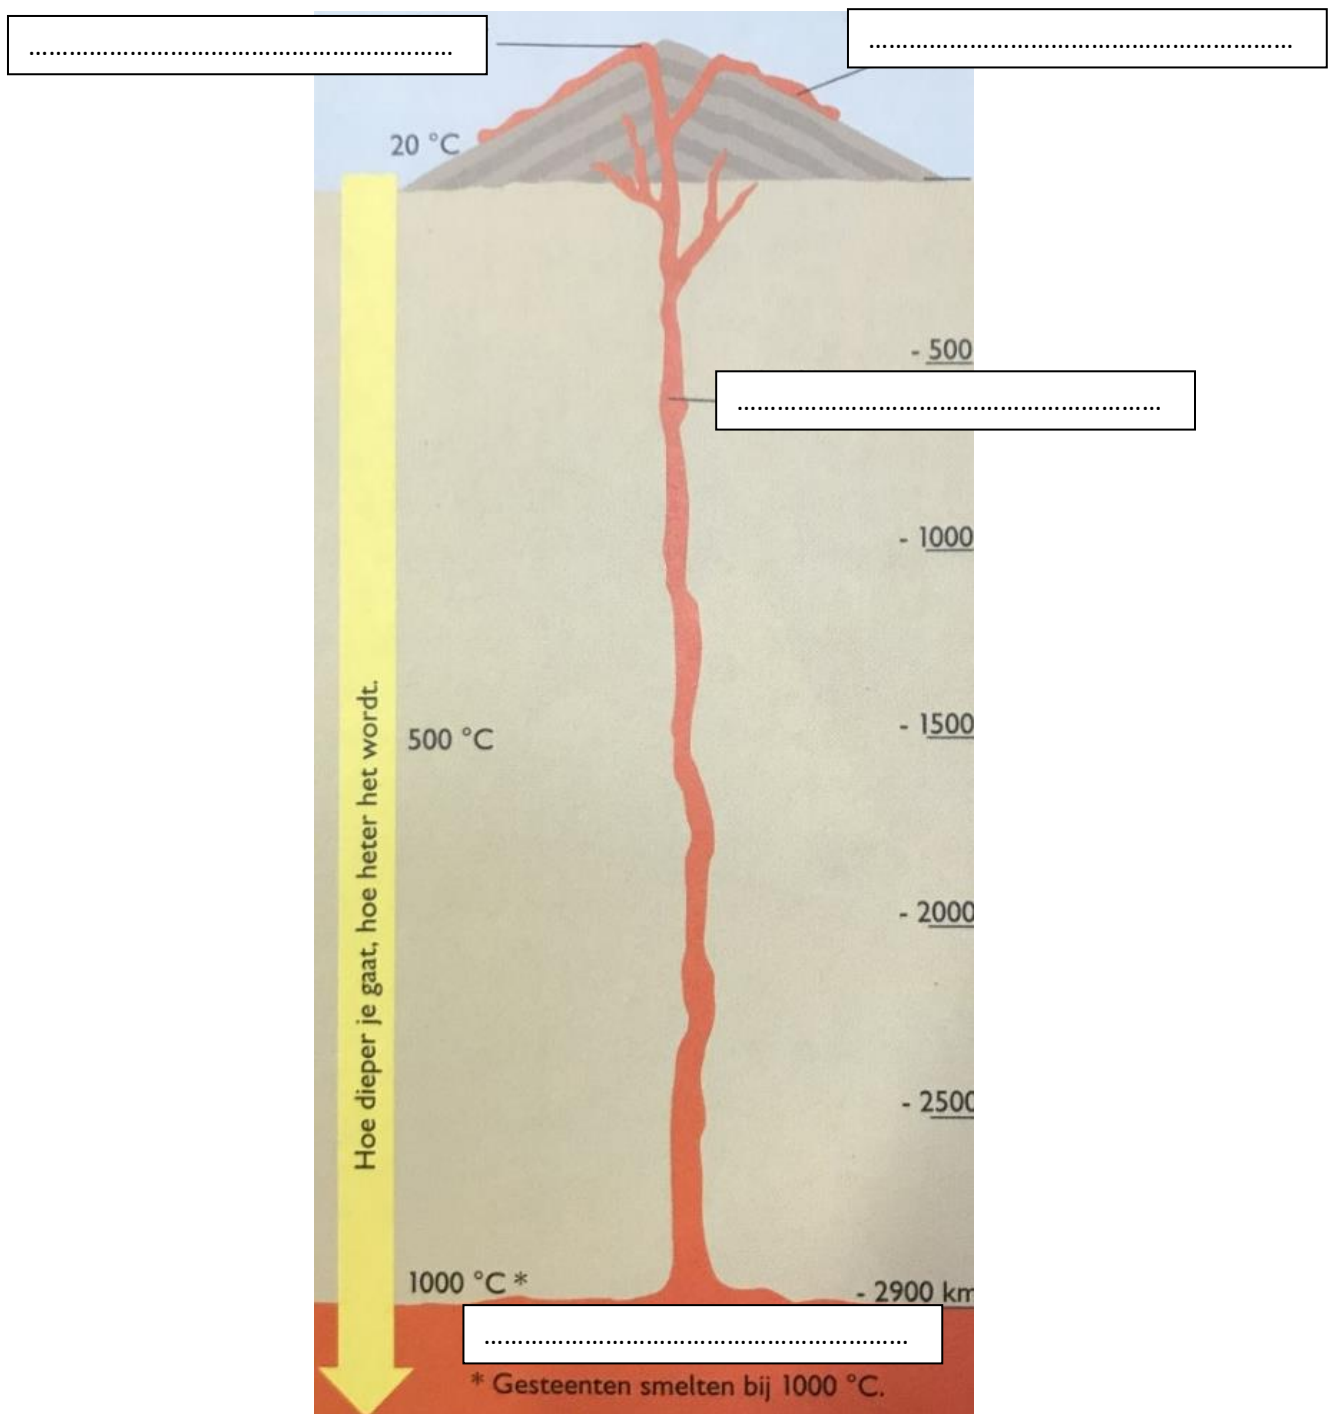 …………………………………………………………
…………………………………………………………
20 °C
- 500
…………………………………………………………
- 1000
- 1500
500 °C
Hoe dieper je gaat, hoe heter het wordt.
- 2000
- 2500
1000 °C *
- 2900 km
…………………………………………………………
* Gesteenten smelten bij 1000 °C.